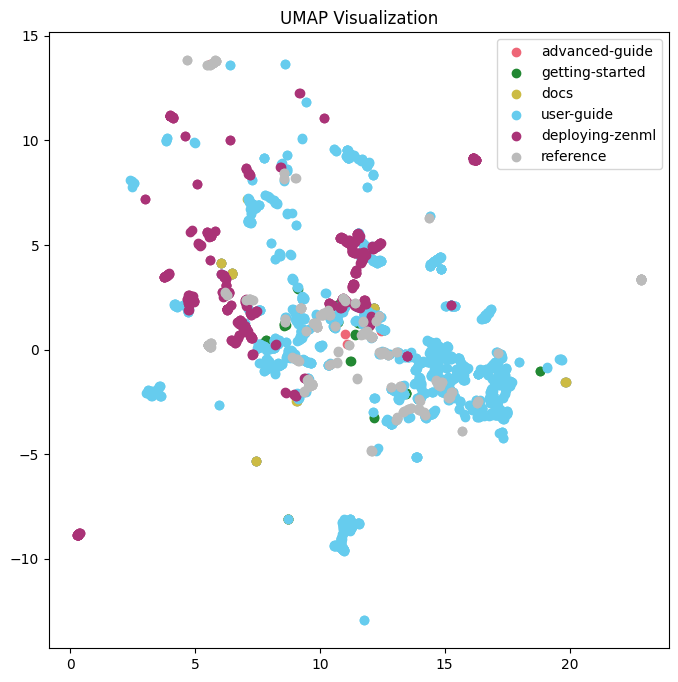 UMAP Visualization
advanced-guide
getting-started
docs
user-guide
deploying-zenml
reference
15
10
5
0
−5
−10
0
5
10
15
20